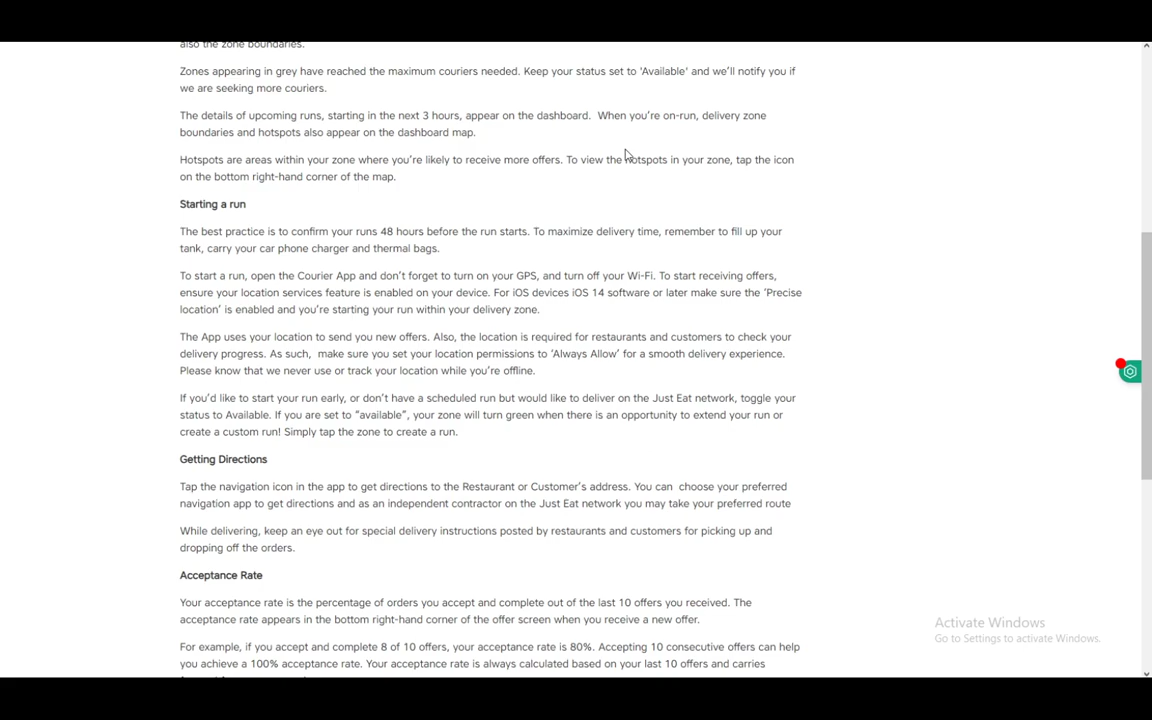 also the zone boundaries.
Zones appearing in grey have reached the maximum couriers needed. Keep your status set to 'Available' and we'll notify you if
we are seeking more couriers.
The details of upcoming runs, starting in the next 3 hours, appear on the dashboard.  When you're on-run, delivery zone
boundaries and hotspots also appear on the dashboard map.
Hotspots are areas within your zone where you're likely to receive more offers. To view the hotspots in your zone, tap the icon
on the bottom right-hand corner of the map.
Starting a run
The best practice is to confirm your runs 48 hours before the run starts. To maximize delivery time, remember to fill up your
tank, carry your car phone charger and thermal bags.
To start a run, open the Courier App and don't forget to turn on your GPS, and turn off your Wi-Fi. To start receiving offers,
ensure your location services feature is enabled on your device. For iOS devices iOS 14 software or later make sure the 'Precise
location' is enabled and you're starting your run within your delivery zone.
The App uses your location to send you new offers. Also, the location is required for restaurants and customers to check your
delivery progress. As such,  make sure you set your location permissions to 'Always Allow' for a smooth delivery experience.
Please know that we never use or track your location while you're offline.
If you'd like to start your run early, or don't have a scheduled run but would like to deliver on the Just Eat network, toggle your
status to Available. If you are set to "available", your zone will turn green when there is an opportunity to extend your run or
create a custom run! Simply tap the zone to create a run.
Getting Directions
Tap the navigation icon in the app to get directions to the Restaurant or Customer's address. You can  choose your preferred
navigation app to get directions and as an independent contractor on the Just Eat network you may take your preferred route
While delivering, keep an eye out for special delivery instructions posted by restaurants and customers for picking up and
dropping off the orders.
Acceptance Rate
Your acceptance rate is the percentage of orders you accept and complete out of the last 10 offers you received. The
acceptance rate appears in the bottom right-hand corner of the offer screen when you receive a new offer.
For example, if you accept and complete 8 of 10 offers, your acceptance rate is 80%. Accepting 10 consecutive offers can help
you achieve a 100% acceptance rate. Your acceptance rate is always calculated based on your last 10 offers and carries
Activate Windows
Go to Settings to activate Windows.